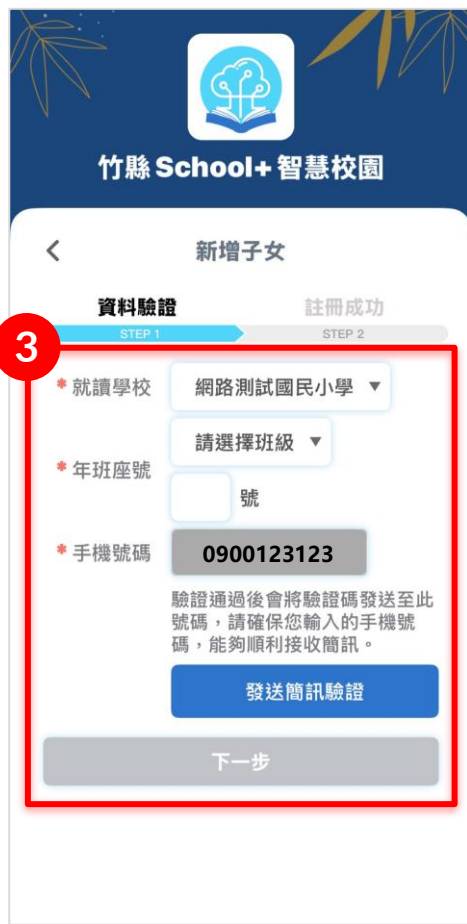 竹縣 School+ 智慧校園
新增子女
資料驗證 註冊成功
STEP 1 STEP 2
3
* 就讀學校 網路測試國民小學 ▼
請選擇班級 ▼
* 年班座號
號
* 手機號碼 0900123123
驗證通過後會將驗證碼發送至此
號碼,請確保您輸入的手機號
碼,能夠順利接收簡訊。
發送簡訊驗證
下一步